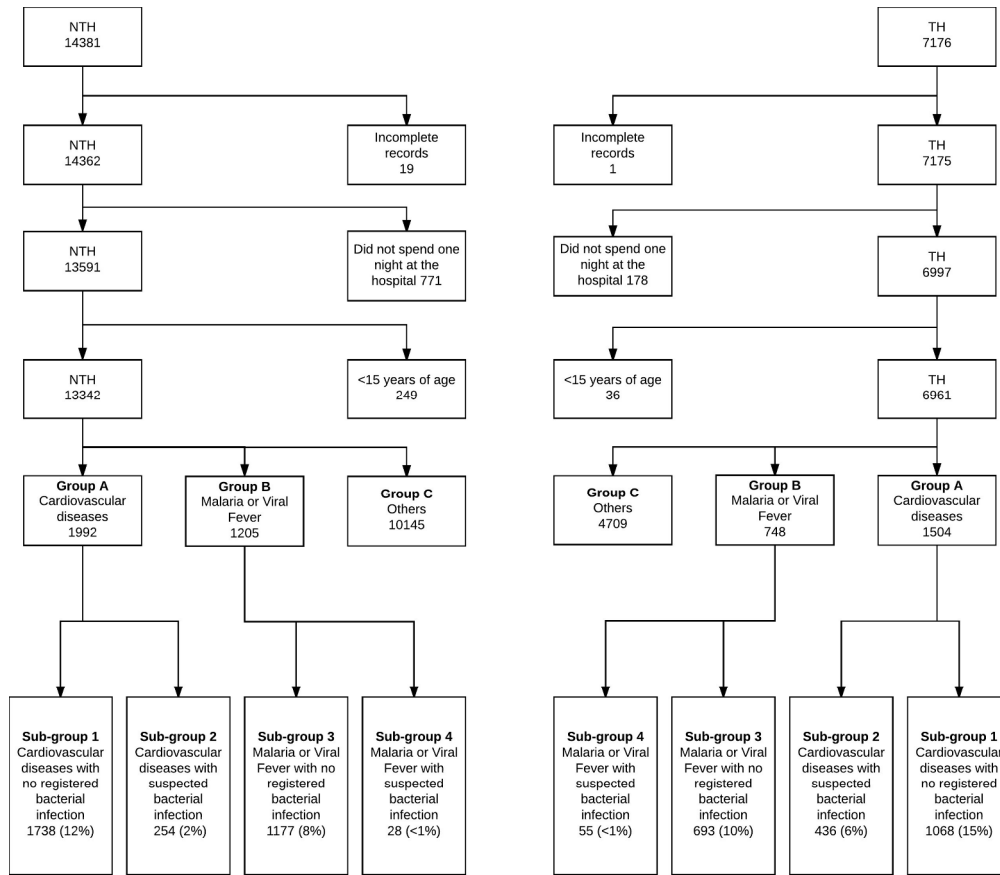 NTH
14381
TH
7176
NTH
14362
Incomplete
records
19
Incomplete
records
1
TH
7175
NTH
13591
Did not spend one
night at the
hospital 771
Did not spend one
night at the
hospital 178
TH
6997
NTH
13342
<15 years of age
249
<15 years of age
36
TH
6961
Group A
Cardiovascular
diseases
1992
Group B
Malaria or Viral
Fever
1205
Group C
Others
10145
Group C
Others
4709
Group B
Malaria or Viral
Fever
748
Group A
Cardiovascular
diseases
1504
Sub-group 1
Cardiovascular
diseases with
no registered
bacterial
infection
1738 (12%)
Sub-group 2
Cardiovascular
diseases with
suspected
bacterial
infection
254 (2%)
Sub-group 3
Malaria or Viral
Fever with no
registered
bacterial
infection
1177 (8%)
Sub-group 4
Malaria or Viral
Fever with
suspected
bacterial
infection
28 (<1%)
Sub-group 4
Malaria or Viral
Fever with
suspected
bacterial
infection
55 (<1%)
Sub-group 3
Malaria or Viral
Fever with no
registered
bacterial
infection
693 (10%)
Sub-group 2
Cardiovascular
diseases with
suspected
bacterial
infection
436 (6%)
Sub-group 1
Cardiovascular
diseases with
no registered
bacterial
infection
1068 (15%)